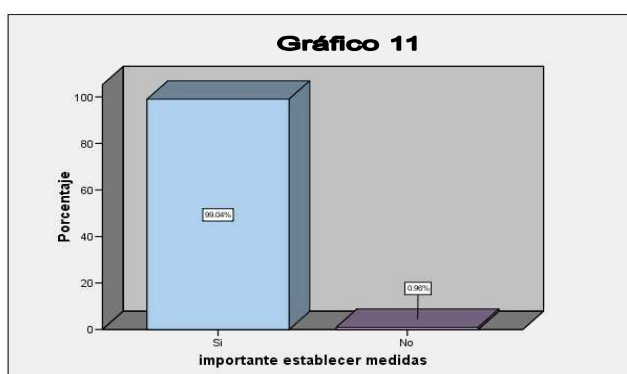 Gráfico 11
Porcentaje
100
80
60
40
20
0
99.04%
0.96%
Si
No
importante establecer medidas